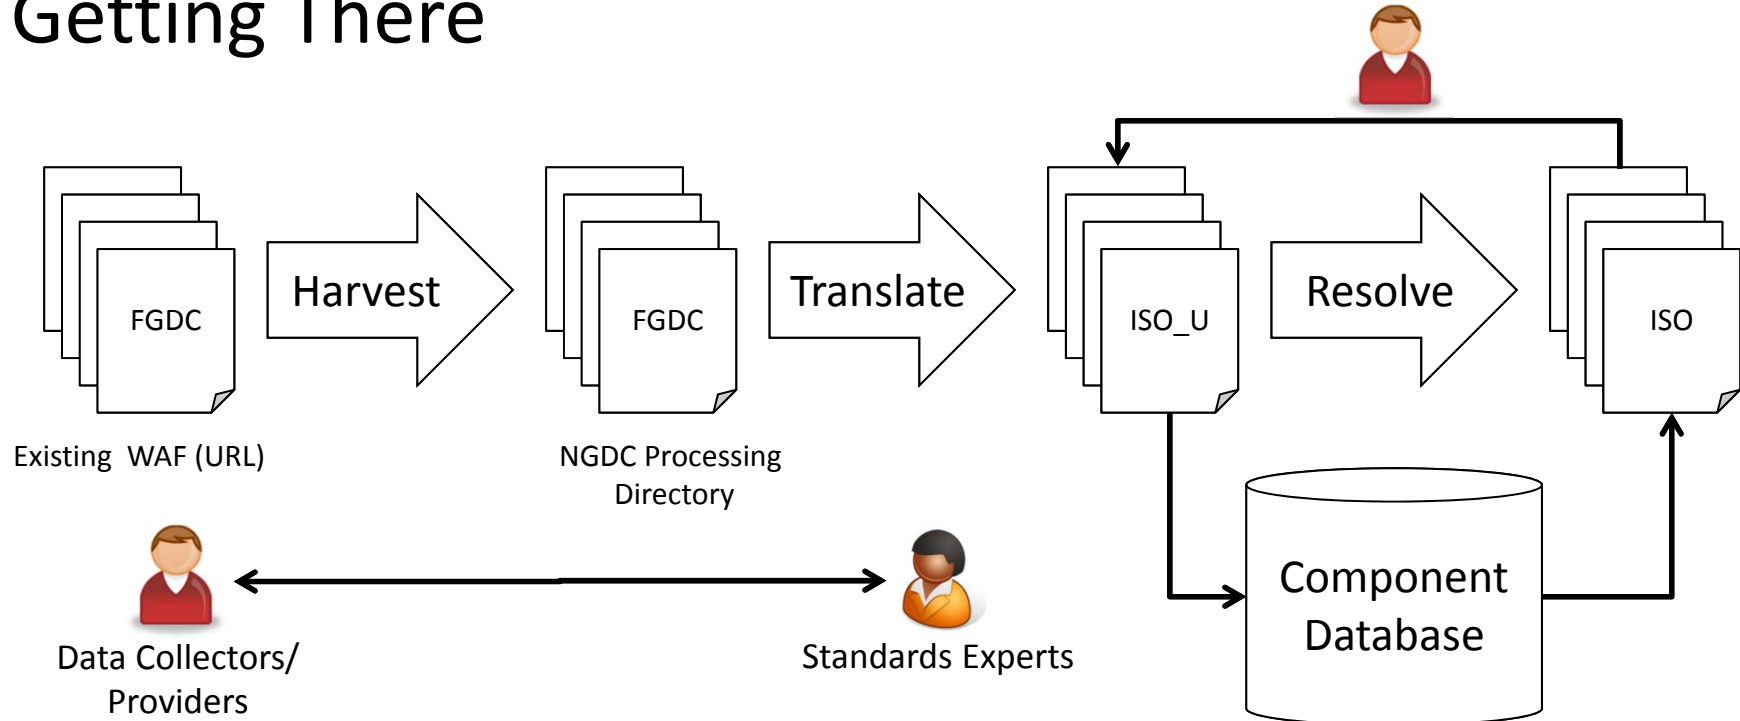 Getting There
Harvest
Translate
Resolve
FGDC
FGDC
ISO_U
ISO
Existing WAF (URL)
NGDC Processing
Directory
Component
Database
Data Collectors/
Providers
Standards Experts